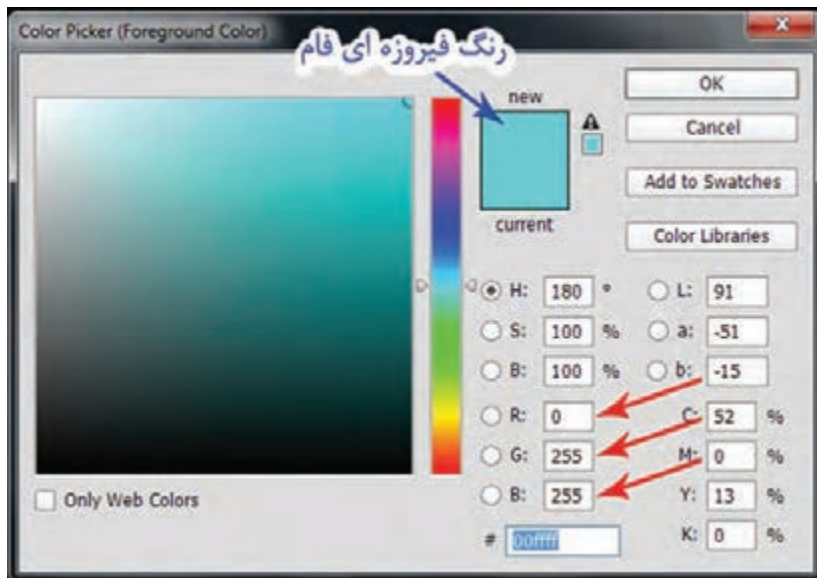 Color Picker (Foreground Color)
رنگ فیروزه ای فام
new
current
OK
Cancel
Add to Swatches
Color Libraries
H: 180 °
S: 100 %
B: 100 %
R: 0
G: 255
B: 255
# 00ffff
L: 91
a: -51
b: -15
C: 52 %
M: 0 %
Y: 13 %
K: 0 %
Only Web Colors